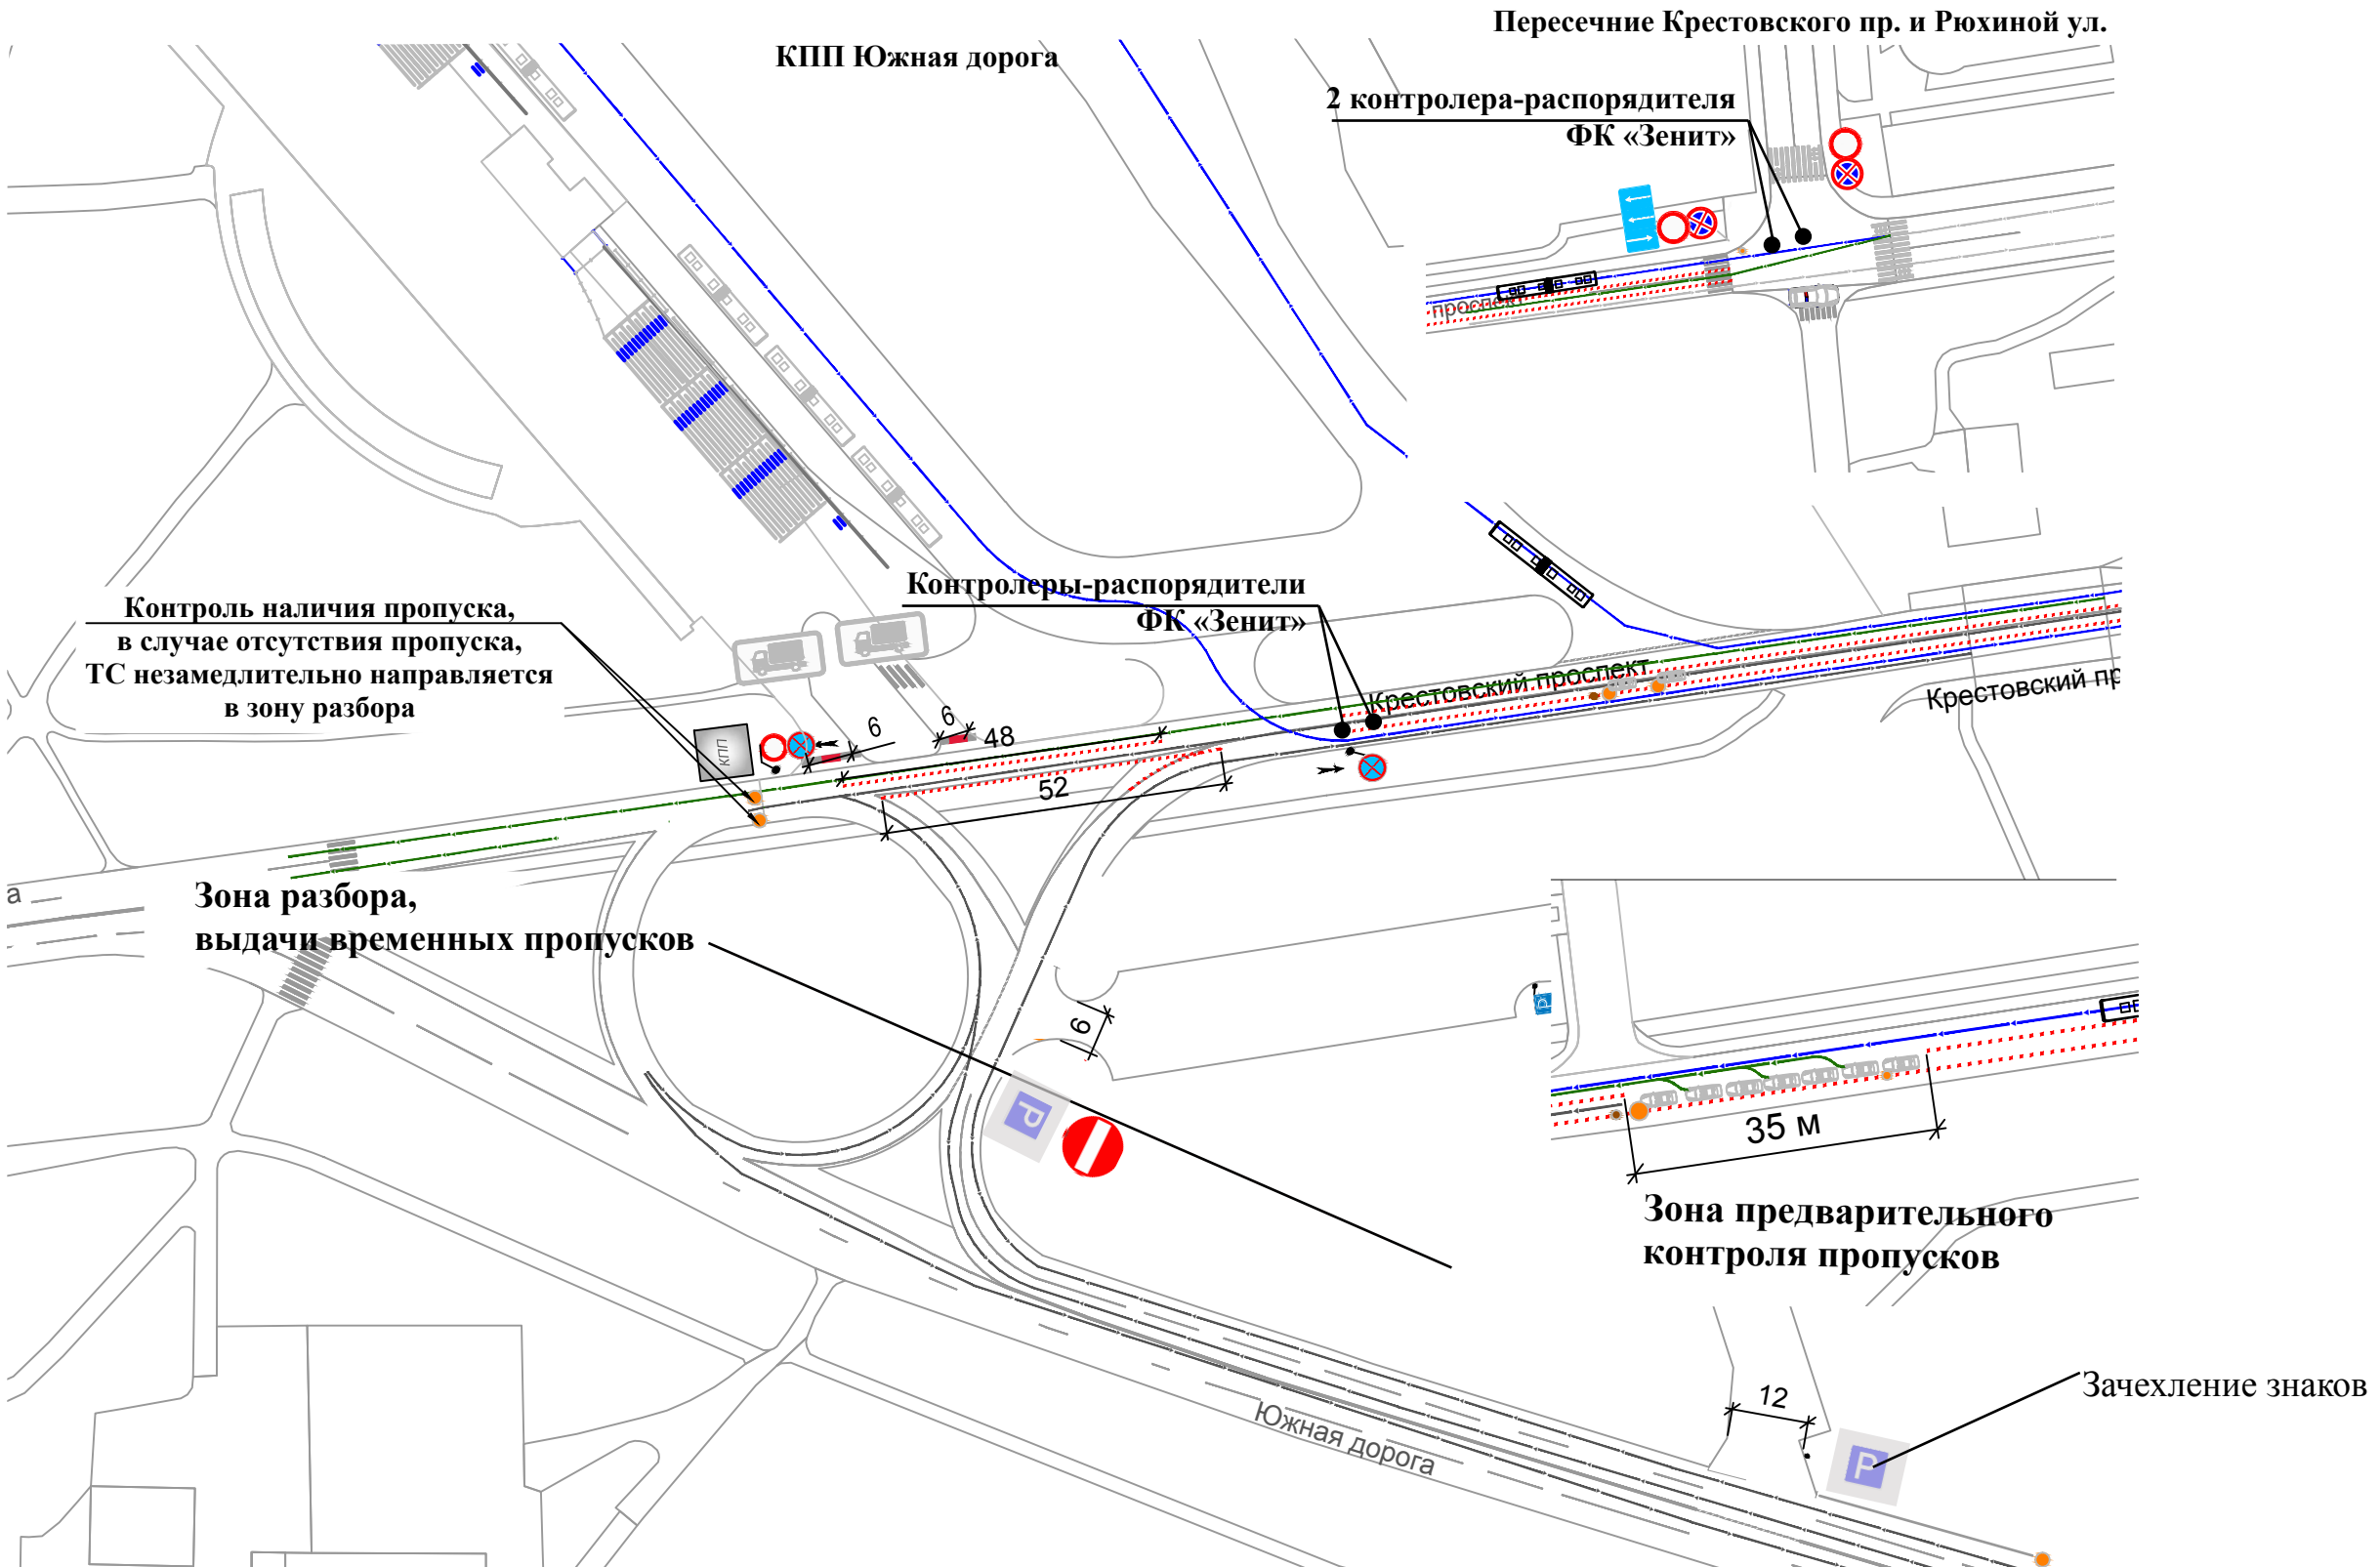 Пересечние Крестовского пр. и Рюхиной ул.
КПП Южная дорога
2 контролера-распорядителя
ФК «Зенит»
проспект
Контролеры-распорядители
ФК «Зенит»
Контроль наличия пропуска,
в случае отсутствия пропуска,
ТС незамедлительно направляется
в зону разбора
Крестовский проспект
Крестовский пр
КПП
6
6
48
52
а
Зона разбора,
выдачи временных пропусков
6
P
P
35 м
Зона предварительного
контроля пропусков
12
Зачехление знаков
P
Южная дорога